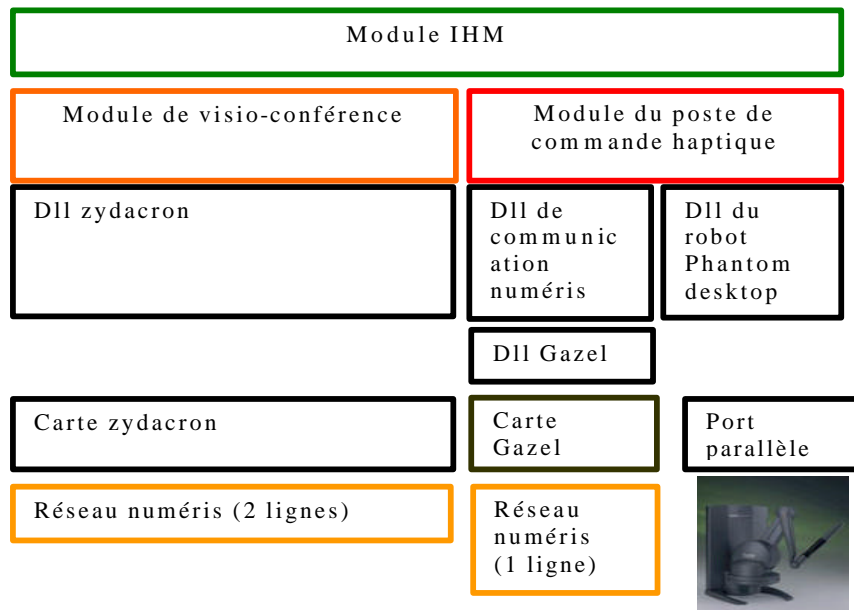 Module IHM
Module de visio-conférence
Module du poste de
commande haptique
Dll zydacron
Dll de
communic
ation
numéris
Dll du
robot
Phantom
desktop
Dll Gazel
Carte zydacron
Carte
Gazel
Port
parallèle
Réseau numéris (2 lignes)
Réseau
numéris
(1 ligne)